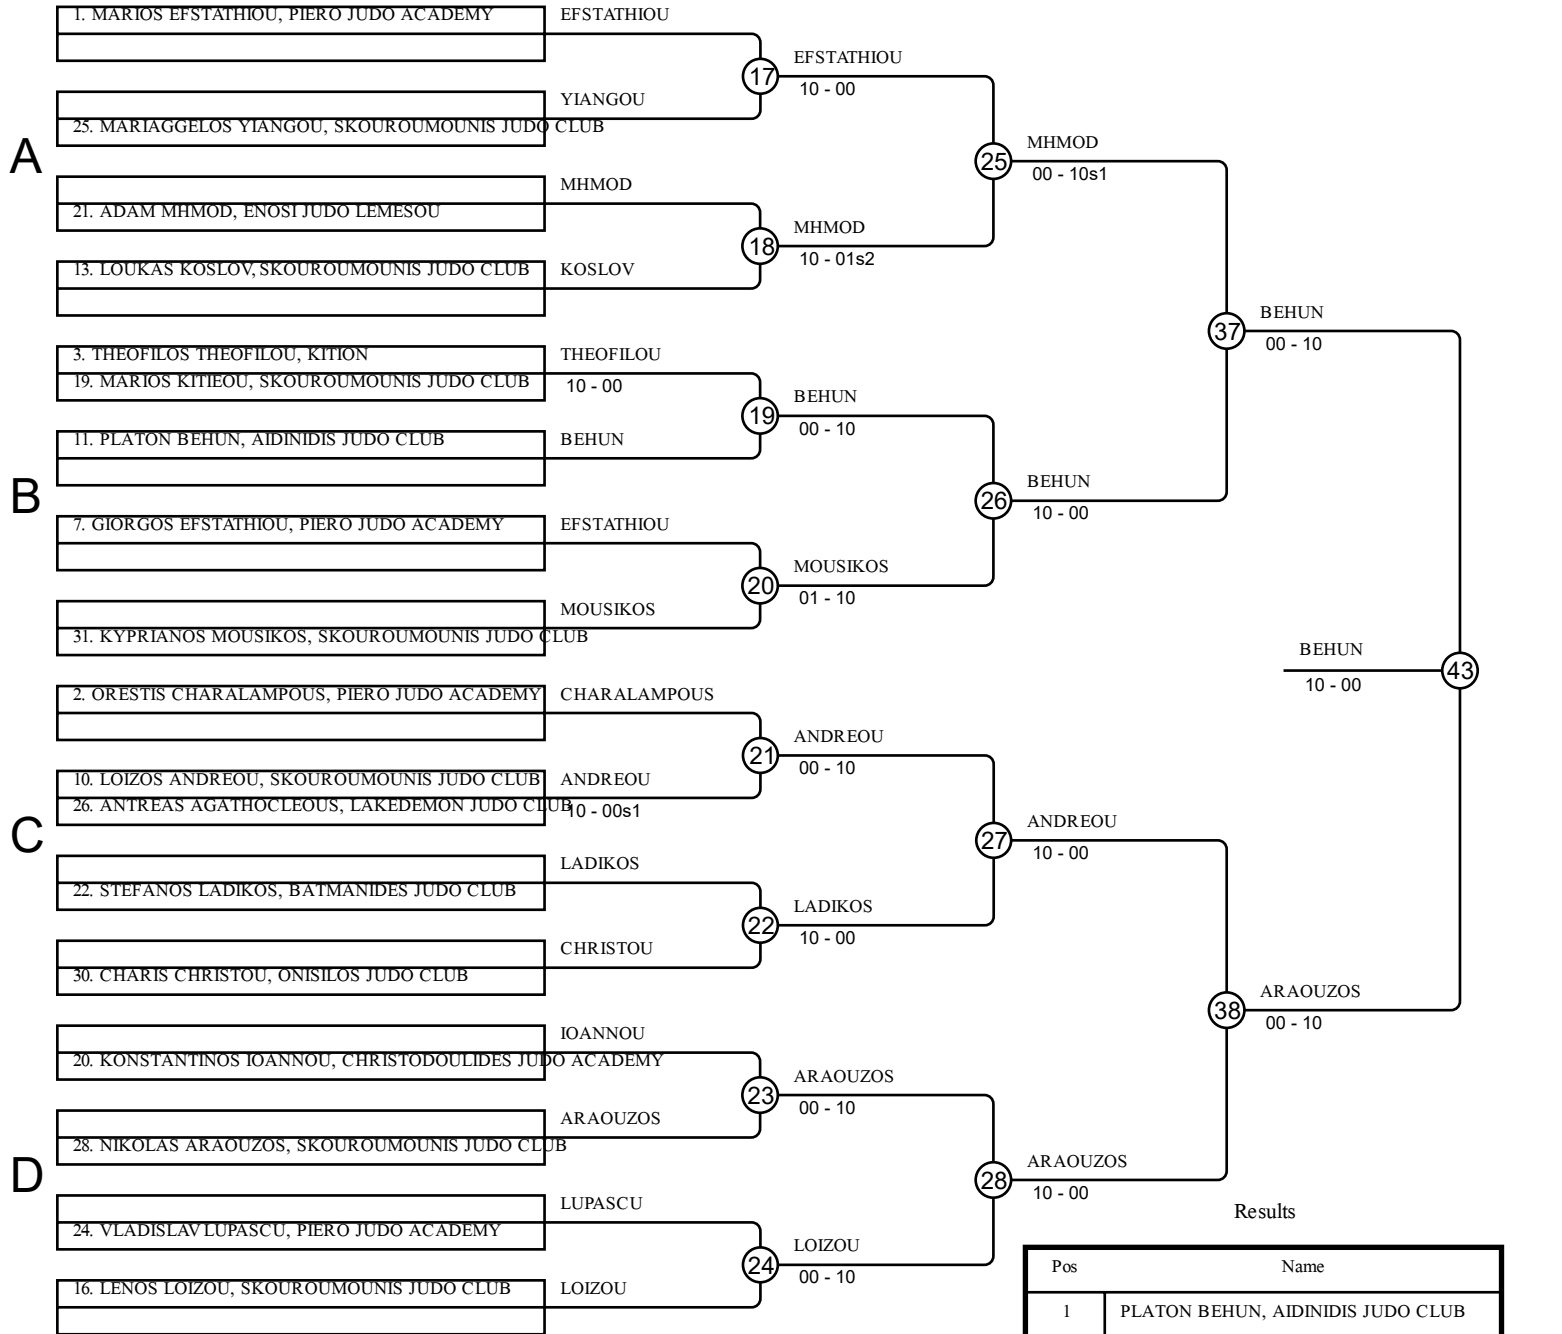 1. MARIOS EFSTATHIOU, PIERO JUDO ACADEMY
EFSTATHIOU
17
EFSTATHIOU
10 - 00
YIANGOU
25. MARIAGGELOS YIANGOU, SKOUROUMOUNIS JUDO CLUB
A
25
MHMOD
00 - 10s1
MHMOD
21. ADAM MHMOD, ENOSI JUDO LEMESOU
18
MHMOD
10 - 01s2
13. LOUKAS KOSLOV, SKOUROUMOUNIS JUDO CLUB
KOSLOV
37
BEHUN
00 - 10
3. THEOFILOS THEOFILOU, KITION
THEOFILOU
19. MARIOS KITIEOU, SKOUROUMOUNIS JUDO CLUB
10 - 00
19
BEHUN
00 - 10
11. PLATON BEHUN, AIDINIDIS JUDO CLUB
BEHUN
B
26
BEHUN
10 - 00
7. GIORGOS EFSTATHIOU, PIERO JUDO ACADEMY
EFSTATHIOU
20
MOUSIKOS
01 - 10
MOUSIKOS
31. KYPRIANOS MOUSIKOS, SKOUROUMOUNIS JUDO CLUB
BEHUN
10 - 00
43
2. ORESTIS CHARALAMPOUS, PIERO JUDO ACADEMY
CHARALAMPOUS
21
ANDREOU
00 - 10
10. LOIZOS ANDREOU, SKOUROUMOUNIS JUDO CLUB
ANDREOU
26. ANTREAS AGATHOCLEOUS, LAKEDEMON JUDO CLUB
10 - 00s1
C
27
ANDREOU
10 - 00
LADIKOS
22. STEFANOS LADIKOS, BATMANIDES JUDO CLUB
22
LADIKOS
10 - 00
CHRISTOU
30. CHARIS CHRISTOU, ONISILOS JUDO CLUB
38
ARAOUZOS
00 - 10
IOANNOU
20. KONSTANTINOS IOANNOU, CHRISTODOULIDES JUDO ACADEMY
23
ARAOUZOS
00 - 10
ARAOUZOS
28. NIKOLAS ARAOUZOS, SKOUROUMOUNIS JUDO CLUB
D
28
ARAOUZOS
10 - 00
LUPASCU
24. VLADISLAV LUPASCU, PIERO JUDO ACADEMY
24
LOIZOU
00 - 10
16. LENOS LOIZOU, SKOUROUMOUNIS JUDO CLUB
LOIZOU
Results
Pos Name
1 PLATON BEHUN, AIDINIDIS JUDO CLUB